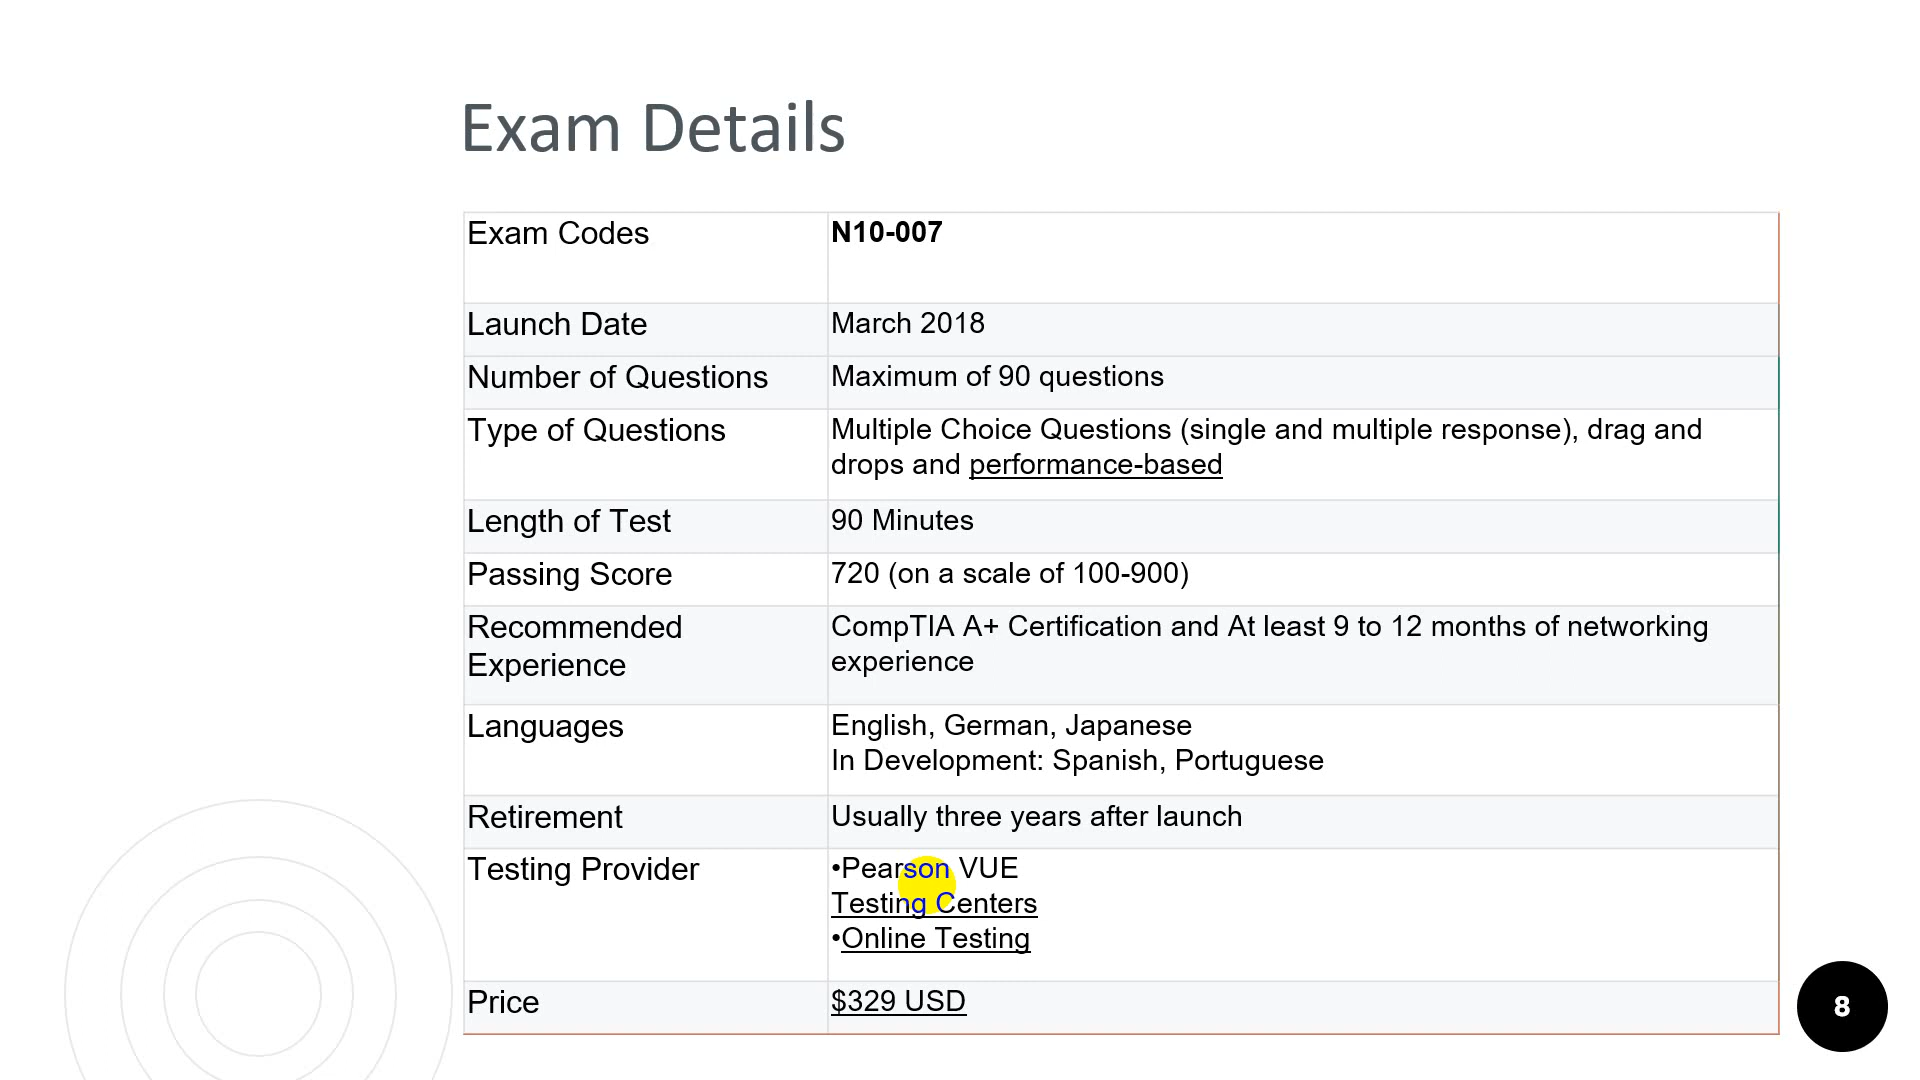 Exam Details
Exam Codes
N10-007
Launch Date
March 2018
Number of Questions
Maximum of 90 questions
Type of Questions
Multiple Choice Questions (single and multiple response), drag and
drops and performance-based
Length of Test
90 Minutes
Passing Score
720 (on a scale of 100-900)
Recommended
Experience
CompTIA A+ Certification and At least 9 to 12 months of networking
experience
Languages
English, German, Japanese
In Development: Spanish, Portuguese
Retirement
Usually three years after launch
Testing Provider
•Pearson VUE
Testing Centers
•Online Testing
Price
$329 USD
8